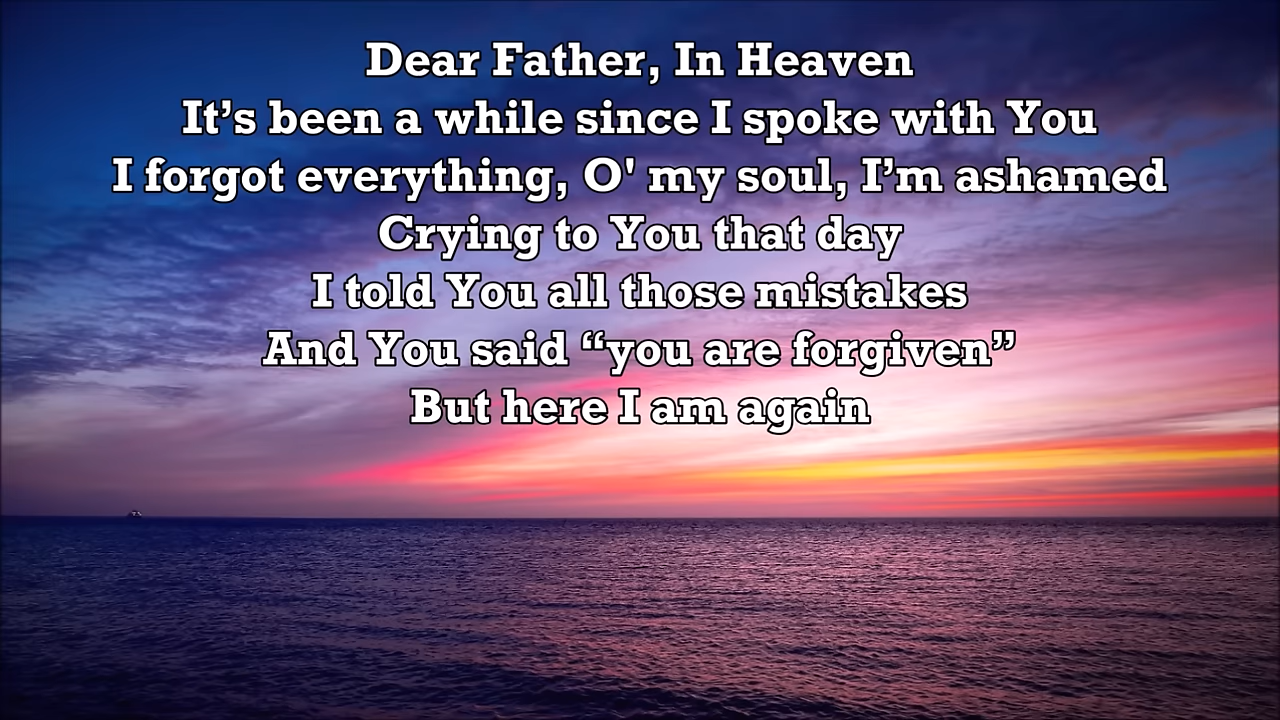 Dear Father, In Heaven
It’s been a while since I spoke with You
I forgot everything, O' my soul, I’m ashamed
Crying to You that day
I told You all those mistakes
And You said “you are forgiven”
But here I am again